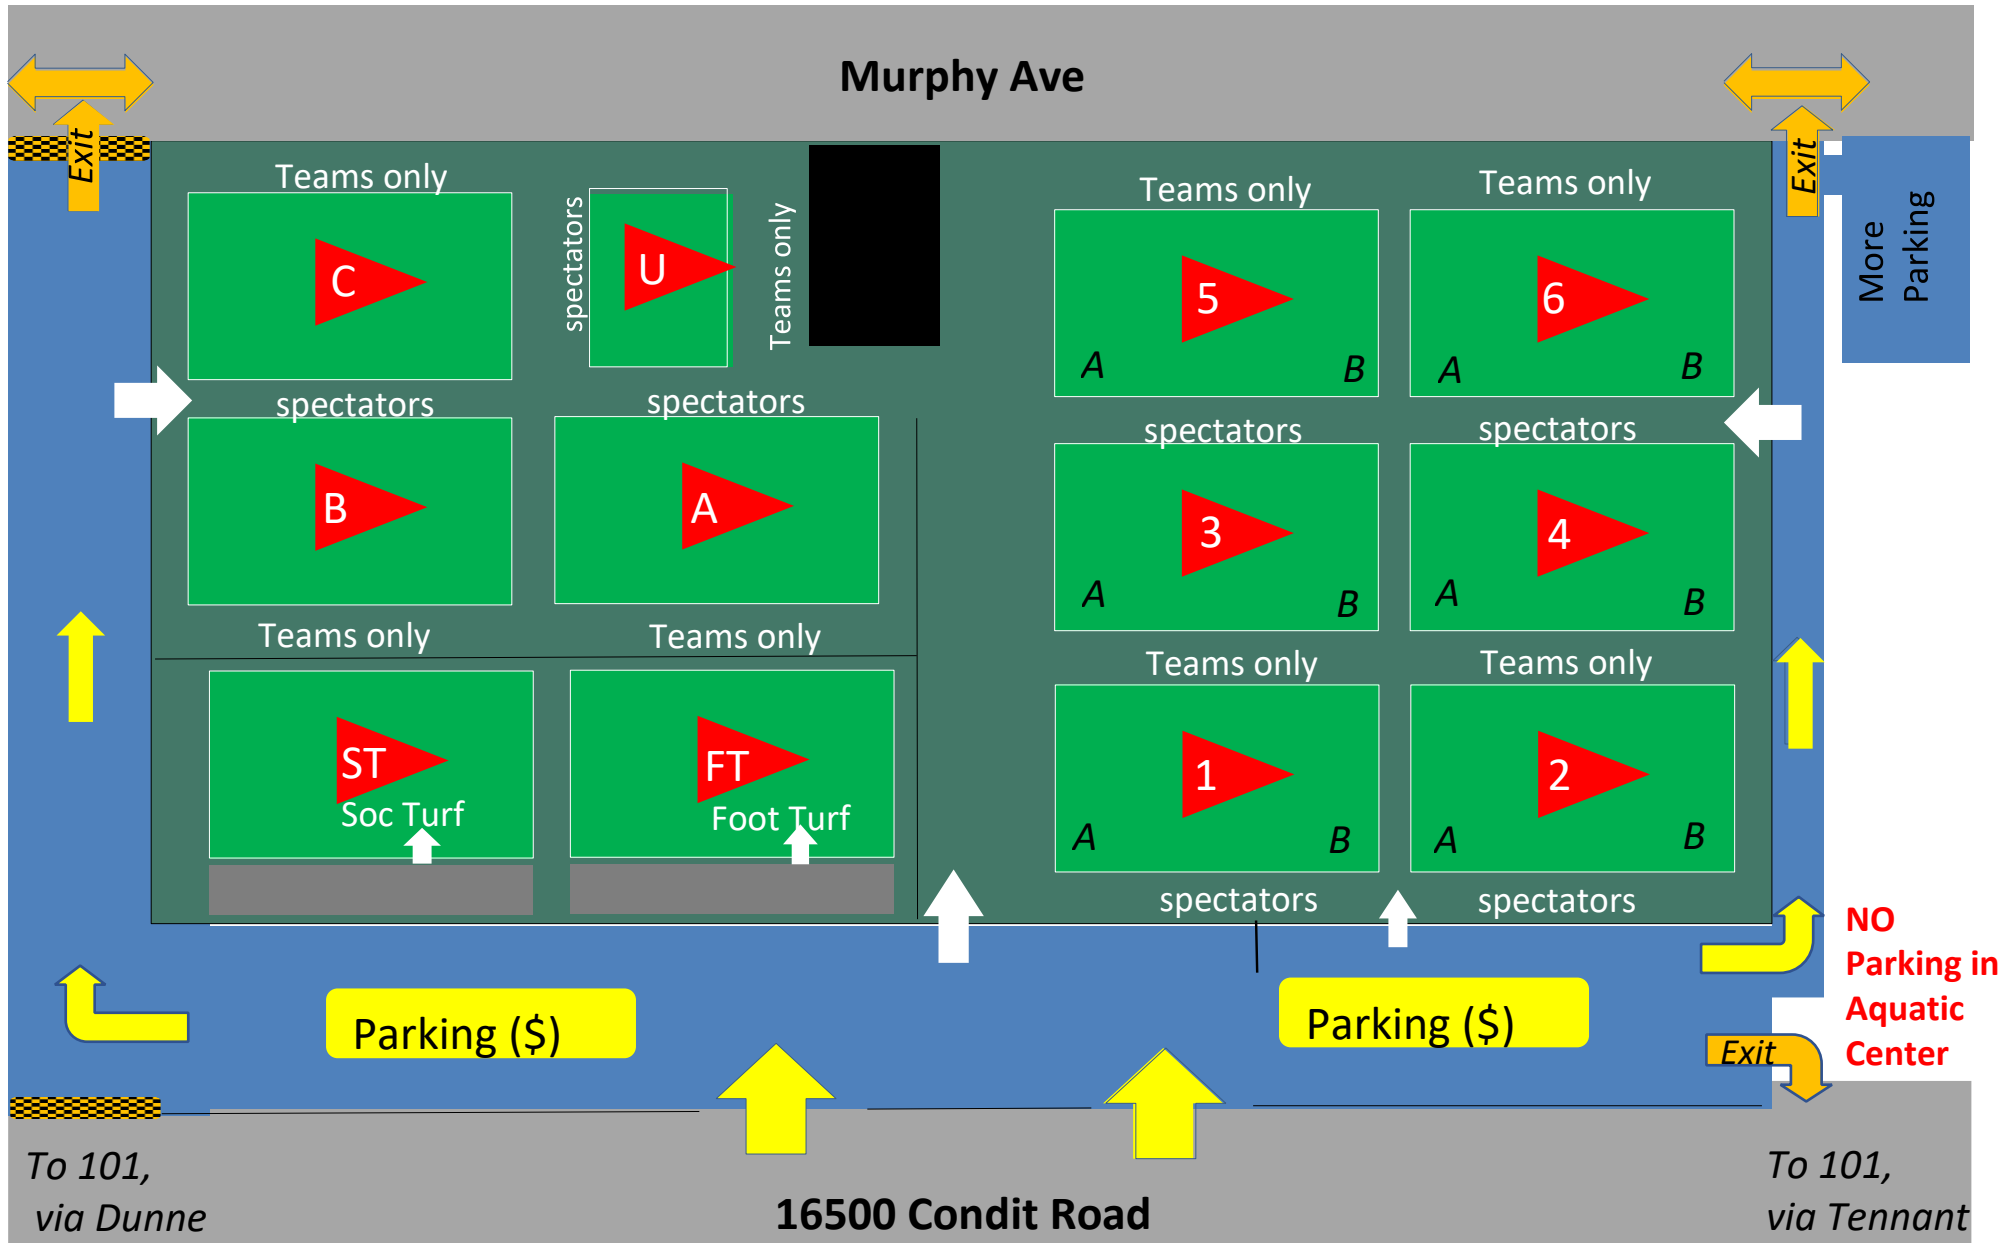 Murphy Ave
Exit
Exit
Teams only
spectators
Teams only
Teams only
Teams only
More
Parking
C
U
5
6
A
B
A
B
spectators
spectators
spectators
spectators
B
A
3
4
A
B
A
B
Teams only
Teams only
Teams only
Teams only
ST
Soc Turf
FT
Foot Turf
1
2
A
B
A
B
spectators
spectators
NO
Parking in
Aquatic
Center
Parking ($)
Parking ($)
Exit
To 101,
via Dunne
16500 Condit Road
To 101,
via Tennant